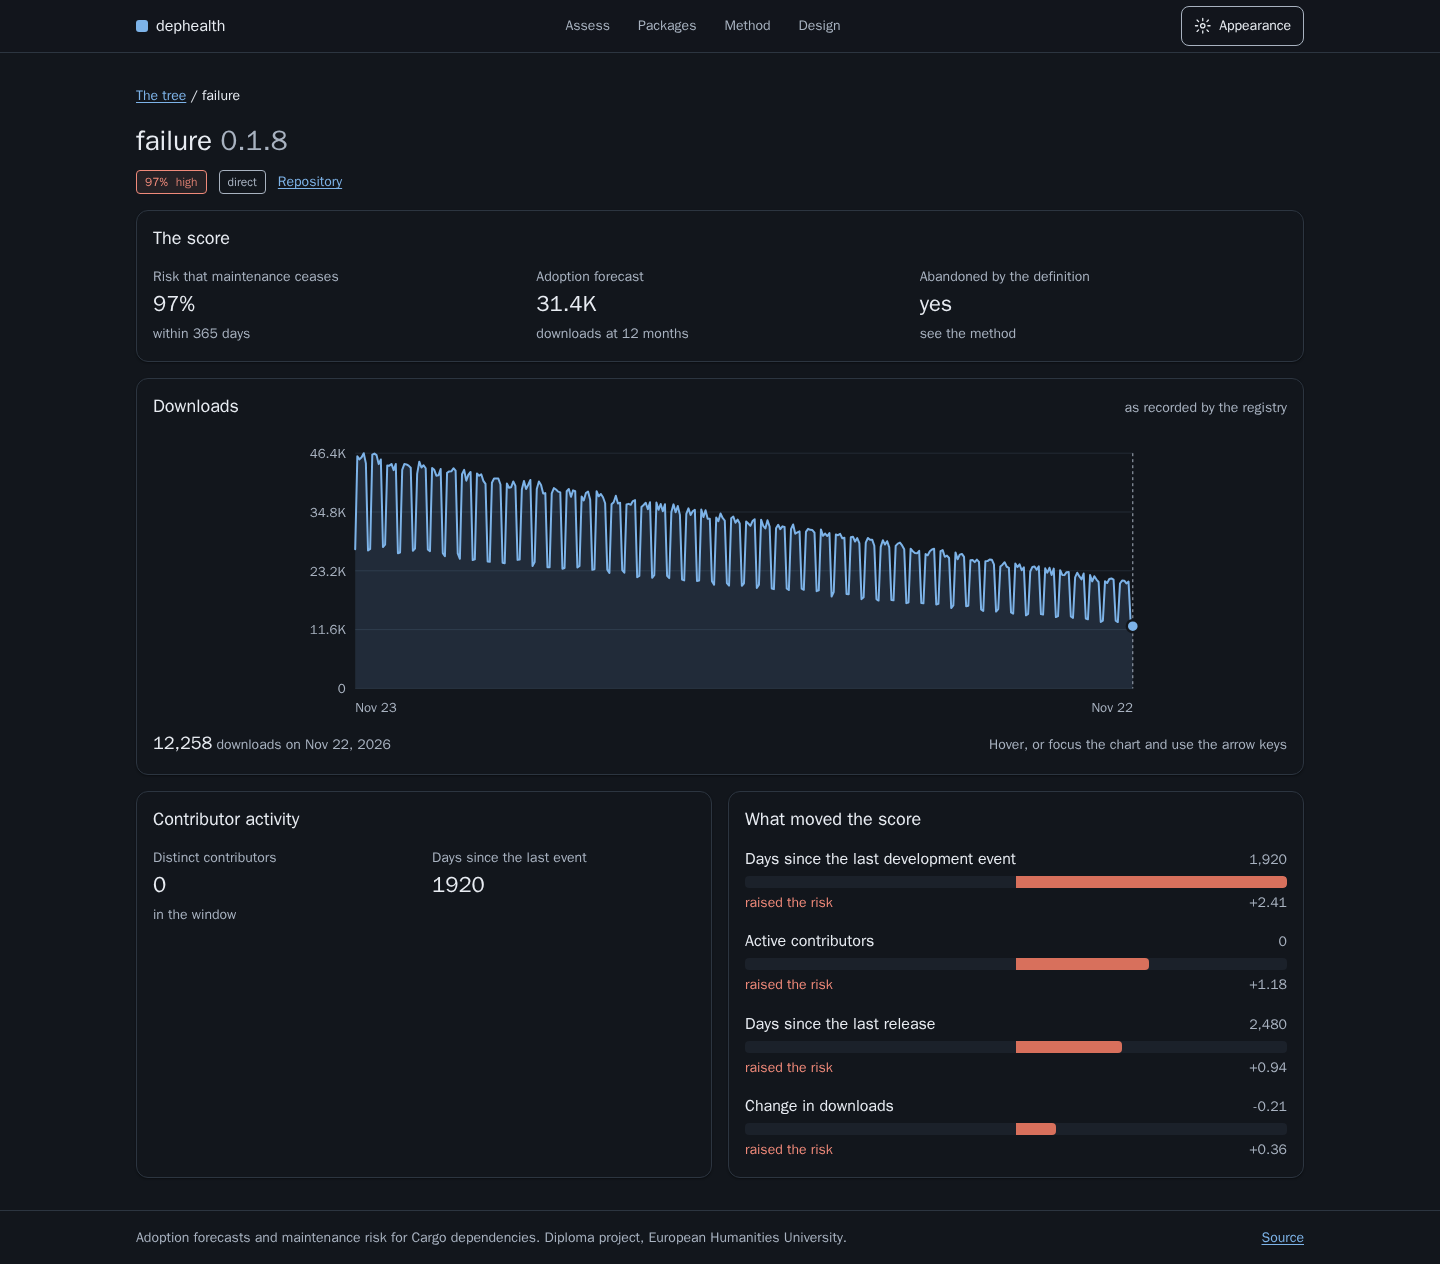 dephealth
Assess Packages Method Design
Appearance
The tree / failure
failure 0.1.8
97% high direct Repository
The score
Risk that maintenance ceases
97%
within 365 days
Adoption forecast
31.4K
downloads at 12 months
Abandoned by the definition
yes
see the method
Downloads
as recorded by the registry
46.4K
34.8K
23.2K
11.6K
0
Nov 23
Nov 22
12,258 downloads on Nov 22, 2026
Hover, or focus the chart and use the arrow keys
Contributor activity
Distinct contributors
0
in the window
Days since the last event
1920
What moved the score
Days since the last development event 1,920
raised the risk +2.41
Active contributors 0
raised the risk +1.18
Days since the last release 2,480
raised the risk +0.94
Change in downloads -0.21
raised the risk +0.36
Adoption forecasts and maintenance risk for Cargo dependencies. Diploma project, European Humanities University.
Source